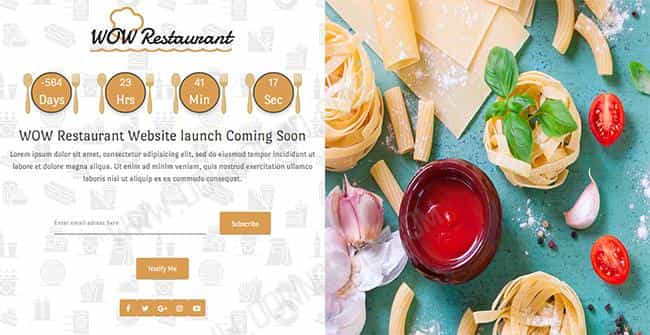 WOW Restaurant
-564 23 41 17
Days Hrs Min Sec
WOW Restaurant Website launch Coming Soon
Lorem ipsum dolor sit amet, consectetur adipisicing elit, sed do eiusmod tempor incididunt ut
labore et dolore magna aliqua. Ut enim ad minim veniam, quis nostrud exercitation ullamco
laboris nisi ut aliquip ex ea commodo consequat.
Enter email adress here Subscribe
Notify Me